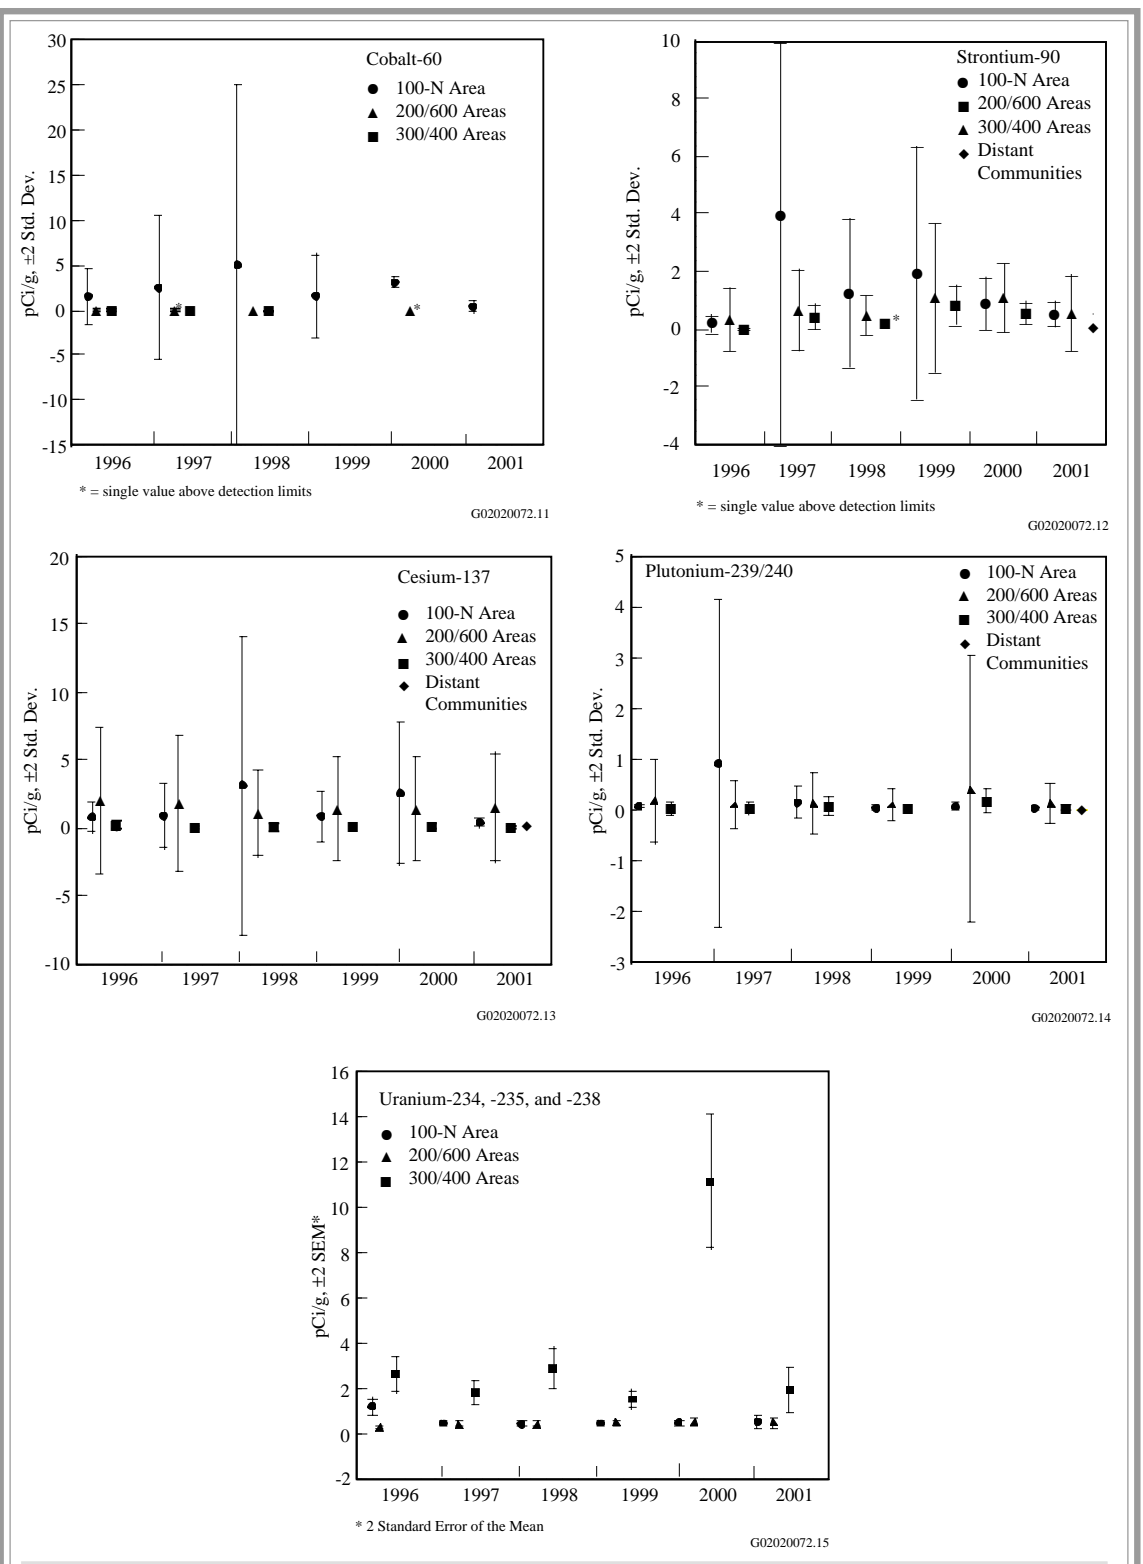 Cobalt-60
100-N Area
200/600 Areas
300/400 Areas
pCi/g, ±2 Std. Dev.
30
25
20
15
10
5
0
-5
-10
-15
*
*
1996 1997 1998 1999 2000 2001
* = single value above detection limits
G02020072.11
Strontium-90
100-N Area
200/600 Areas
300/400 Areas
Distant
Communities
pCi/g, ±2 Std. Dev.
10
8
6
4
2
0
-2
-4
*
1996 1997 1998 1999 2000 2001
* = single value above detection limits
G02020072.12
Cesium-137
100-N Area
200/600 Areas
300/400 Areas
Distant
Communities
pCi/g, ±2 Std. Dev.
20
15
10
5
0
-5
-10
1996 1997 1998 1999 2000 2001
G02020072.13
Plutonium-239/240
100-N Area
200/600 Areas
300/400 Areas
Distant
Communities
pCi/g, ±2 Std. Dev.
5
4
3
2
1
0
-1
-2
-3
1996 1997 1998 1999 2000 2001
G02020072.14
Uranium-234, -235, and -238
100-N Area
200/600 Areas
300/400 Areas
pCi/g, ±2 SEM*
16
14
12
10
8
6
4
2
0
-2
1996 1997 1998 1999 2000 2001
* 2 Standard Error of the Mean
G02020072.15